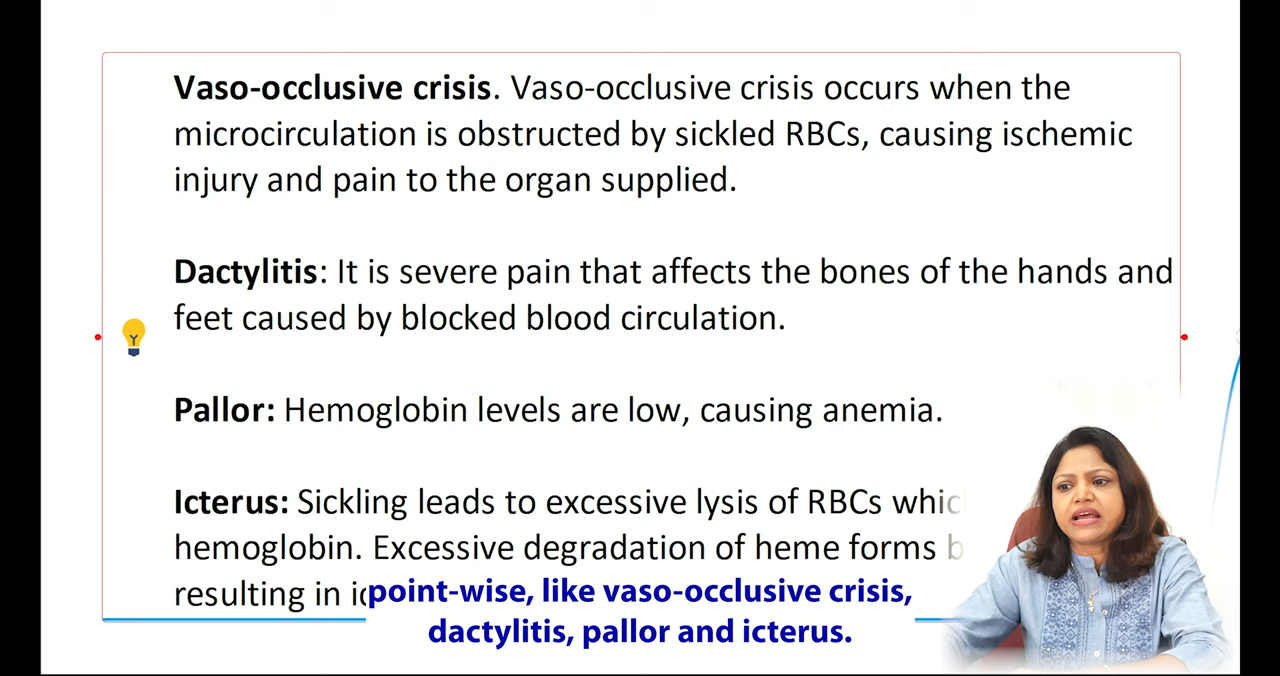 Vaso-occlusive crisis. Vaso-occlusive crisis occurs when the
microcirculation is obstructed by sickled RBCs, causing ischemic
injury and pain to the organ supplied.
Dactylitis: It is severe pain that affects the bones of the hands and
feet caused by blocked blood circulation.
Pallor: Hemoglobin levels are low, causing anemia.
Icterus: Sickling leads to excessive lysis of RBCs
hemoglobin. Excessive degradation of heme forms
resulting in
point-wise, like vaso-occlusive crisis,
dactylitis, pallor and icterus.